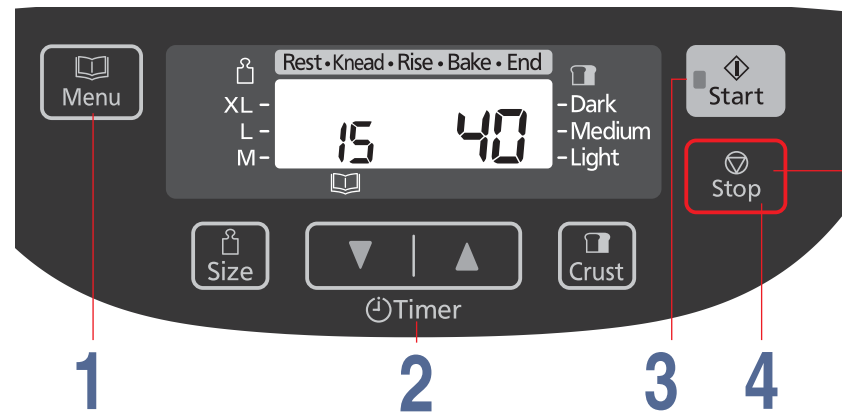 Menu
Rest • Knead • Rise • Bake • End
XL –
L –
M –
15 40
– Dark
– Medium
– Light
Start
Stop
Size
▼ | ▲
Crust
Timer
1 2 3 4